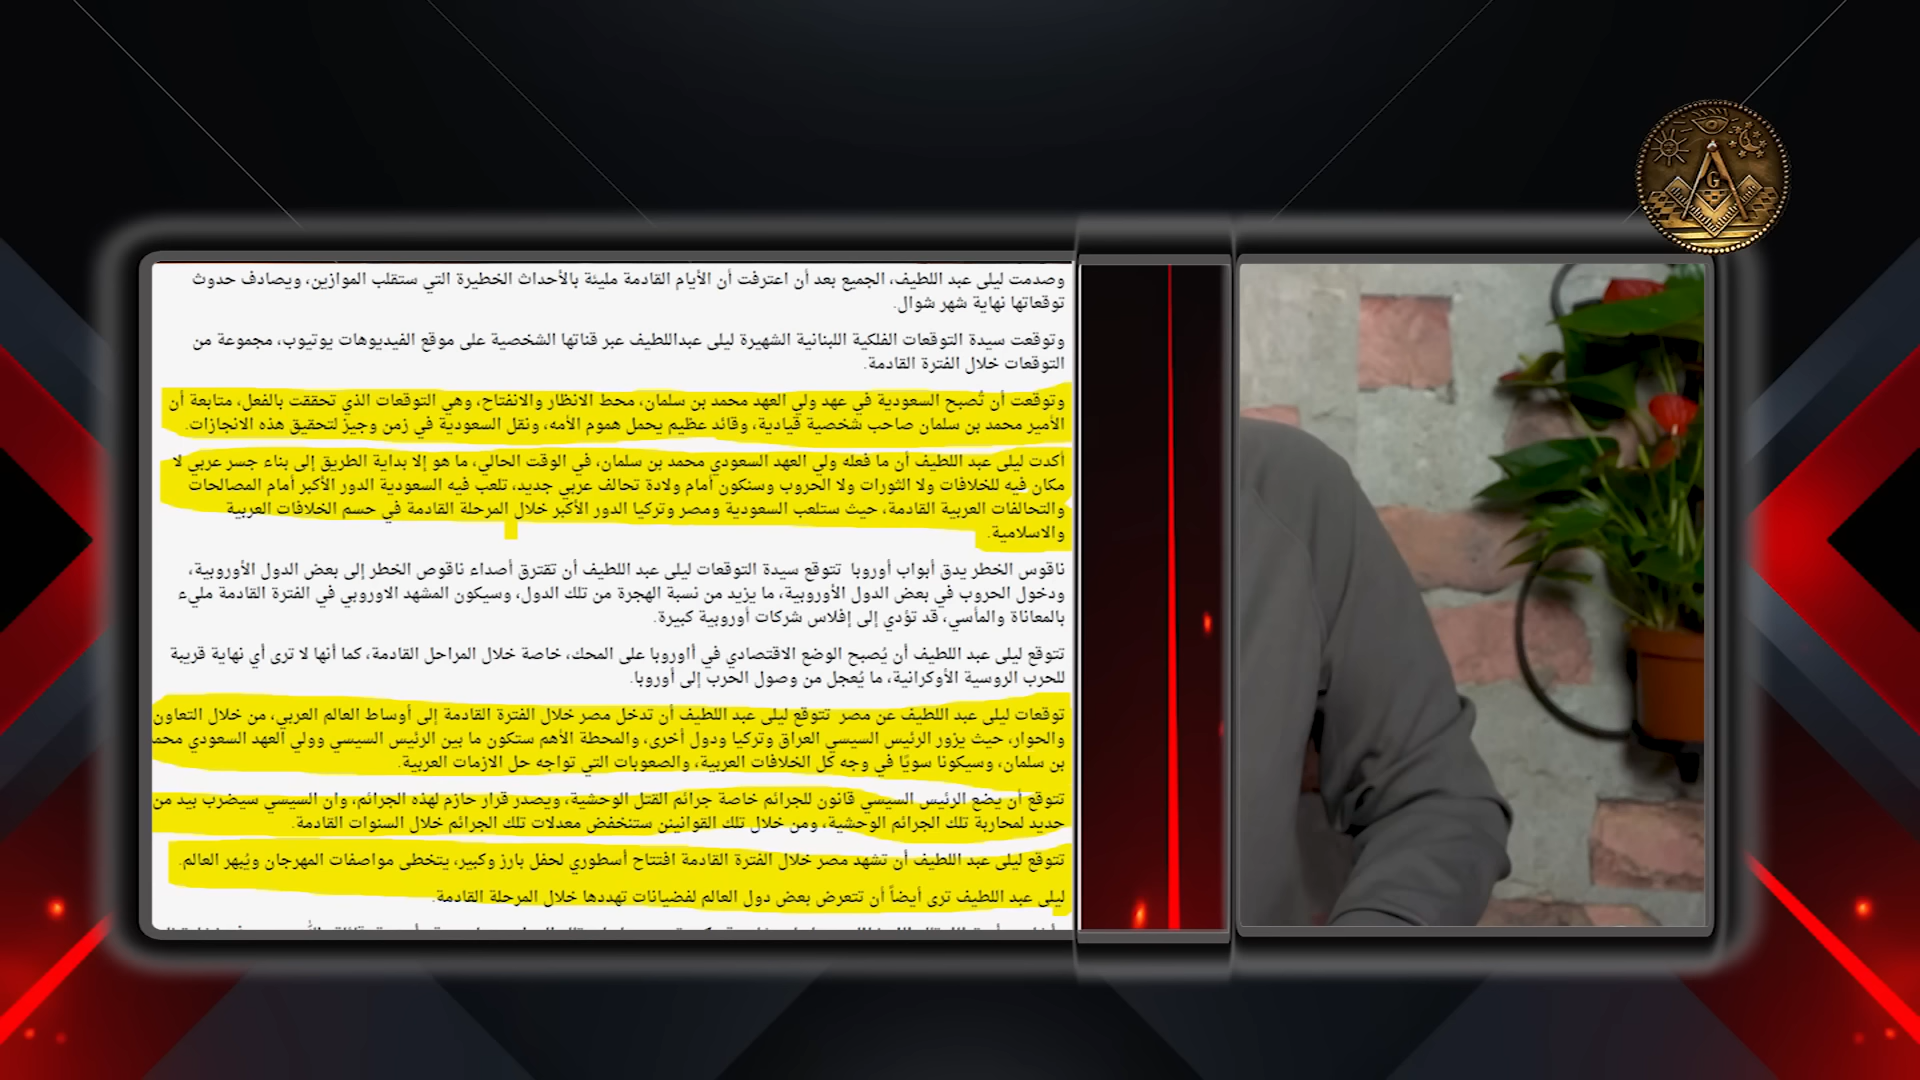 وصدمت ليلى عبد اللطيف، الجميع بعد أن اعترفت أن الأيام القادمة مليئة بالأحداث الخطيرة التي ستقلب الموازين، ويصادف حدوث
توقعاتها نهاية شهر شوال.
وتوقعت سيدة التوقعات الفلكية اللبنانية الشهيرة ليلى عبداللطيف عبر قناتها الشخصية على موقع الفيديوهات يوتيوب، مجموعة من
التوقعات خلال الفترة القادمة.
وتوقعت أن تُصبح السعودية في عهد ولي العهد محمد بن سلمان، محط الانظار والانفتاح، وهي التوقعات الذي تحققت بالفعل، متابعة أن
الأمير محمد بن سلمان صاحب شخصية قيادية، وقائد عظيم يحمل هموم الأمه، ونقل السعودية في زمن وجيز لتحقيق هذه الانجازات.
أكدت ليلى عبد اللطيف أن ما فعله ولي العهد السعودي محمد بن سلمان، في الوقت الحالي، ما هو إلا بداية الطريق إلى بناء جسر عربي لا
مكان فيه للخلافات ولا الثورات ولا الحروب وسنكون أمام ولادة تحالف عربي جديد، تلعب فيه السعودية الدور الأكبر أمام المصالحات
والتحالفات العربية القادمة، حيث ستلعب السعودية ومصر وتركيا الدور الأكبر خلال المرحلة القادمة في حسم الخلافات العربية
والاسلامية.
ناقوس الخطر يدق أبواب أوروبا تتوقع سيدة التوقعات ليلى عبد اللطيف أن تقترق أصداء ناقوص الخطر إلى بعض الدول الأوروبية،
ودخول الحروب في بعض الدول الأوروبية، ما يزيد من نسبة الهجرة من تلك الدول، وسيكون المشهد الاوروبي في الفترة القادمة مليء
بالمعاناة والمأسي، قد تؤدي إلى إفلاس شركات أوروبية كبيرة.
تتوقع ليلى عبد اللطيف أن يُصبح الوضع الاقتصادي في أاوروبا على المحك، خاصة خلال المراحل القادمة، كما أنها لا ترى أي نهاية قريبة
للحرب الروسية الأوكرانية، ما يُعجل من وصول الحرب إلى أوروبا.
توقعات ليلى عبد اللطيف عن مصر تتوقع ليلى عبد اللطيف أن تدخل مصر خلال الفترة القادمة إلى أوساط العالم العربي، من خلال التعاون
والحوار، حيث يزور الرئيس السيسي العراق وتركيا ودول أخرى، والمحطة الأهم ستكون ما بين الرئيس السيسي وولي العهد السعودي محمد
بن سلمان، وسيكونا سويًا في وجه كل الخلافات العربية، والصعوبات التي تواجه حل الازمات العربية.
تتوقع أن يضع الرئيس السيسي قانون للجرائم خاصة جرائم القتل الوحشية، ويصدر قرار حازم لهذه الجرائم، وان السيسي سيضرب بيد من
حديد لمحاربة تلك الجرائم الوحشية، ومن خلال تلك القوانينن ستنخفض معدلات تلك الجرائم خلال السنوات القادمة.
تتوقع ليلى عبد اللطيف أن تشهد مصر خلال الفترة القادمة افتتاح أسطوري لحفل بارز وكبير، يتخطى مواصفات المهرجان ويُبهر العالم.
ليلى عبد اللطيف ترى أيضاً أن تتعرض بعض دول العالم لفضيانات تهددها خلال المرحلة القادمة.
G